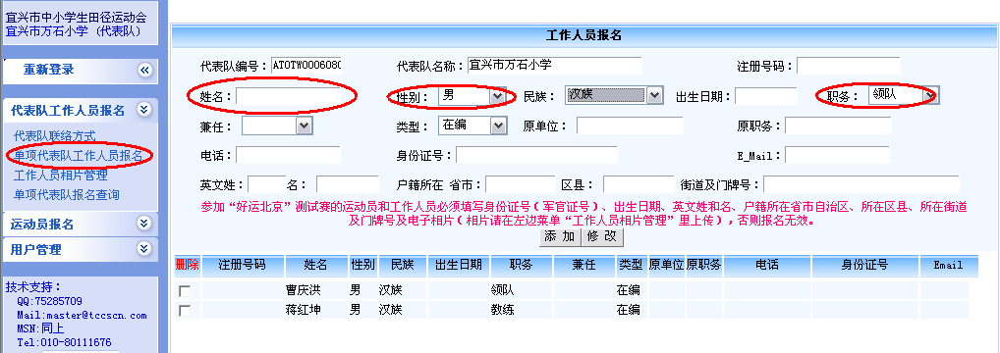 宜兴市中小学生田径运动会
宜兴市万石小学 (代表队)
重新登录
代表队工作人员报名
代表队联络方式
单项代表队工作人员报名
工作人员相片管理
单项代表队报名查询
运动员报名
用户管理
技术支持：
QQ:75285709
Mail:master@tccscn.com
MSN:同上
Tel:010-80111676
工作人员报名
代表队编号： AT0TW0006080 代表队名称： 宜兴市万石小学 注册号码：
姓名： 性别： 男 民族： 汉族 出生日期： 职务： 领队
兼任： 类型： 在编 原单位： 原职务：
电话： 身份证号： E_Mail：
英文姓： 名： 户籍所在 省市： 区县： 街道及门牌号：
参加“好运北京”测试赛的运动员和工作人员必须填写身份证号(军官证号)、出生日期、英文姓和名、户籍所在省市自治区、所在区县、所在街道
及门牌号及电子相片(相片请在左边菜单“工作人员相片管理”里上传)，否则报名无效。
添 加 修 改
删除 注册号码 姓名 性别 民族 出生日期 职务 兼任 类型 原单位 原职务 电话 身份证号 Email
曹庆洪 男 汉族 领队 在编
蒋红坤 男 汉族 教练 在编